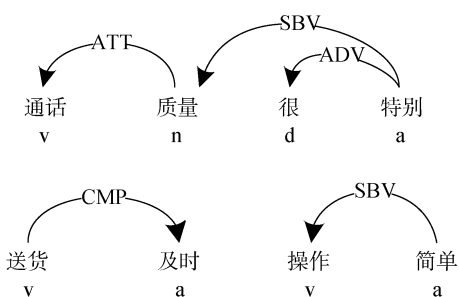 SBV
ATT ADV
通话 质量 很 特别
v n d a
CMP SBV
送货 及时 操作 简单
v a v a